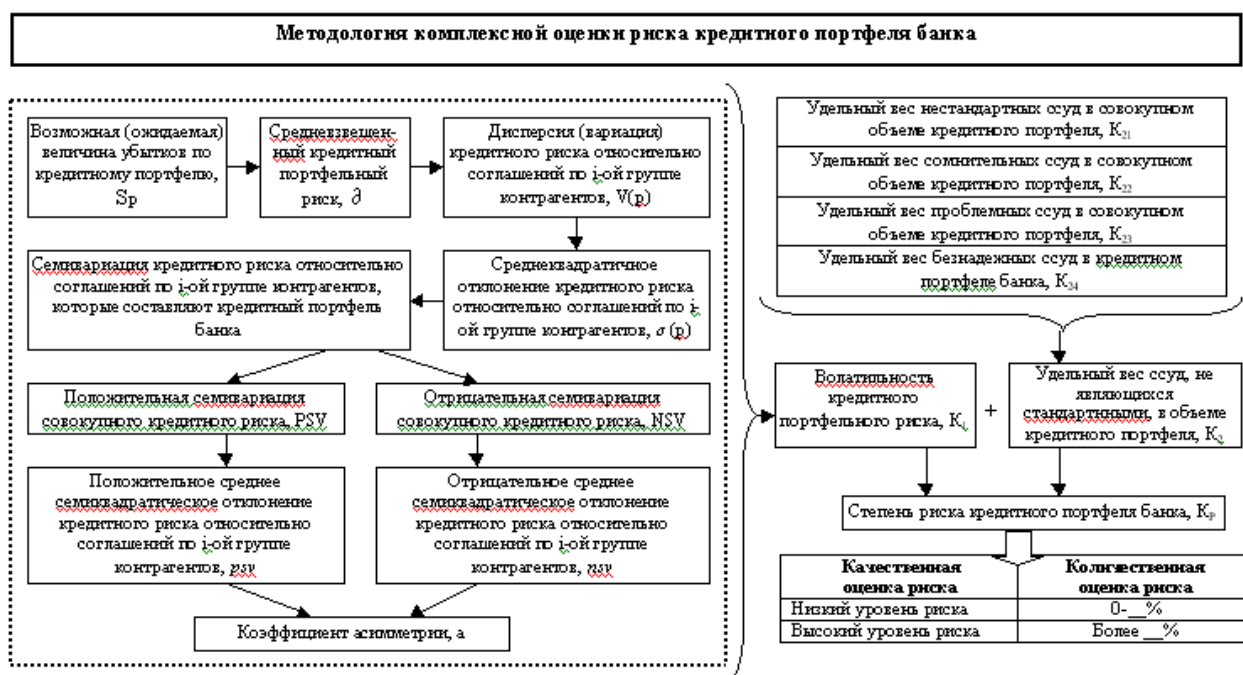 Методология комплексной оценки риска кредитного портфеля банка
Возможная (ожидаемая)
величина убытков по
кредитному портфелю,
Sp
Средневзвешен-
ный кредитный
портфельный
риск, ∂
Дисперсия (вариация)
кредитного риска относительно
соглашений по i-ой группе
контрагентов, V(p)
Семивариация кредитного риска относительно
соглашений по i-ой группе контрагентов,
которые составляют кредитный портфель
банка
Среднеквадратичное
отклонение кредитного риска
относительно соглашений по i-
ой группе контрагентов, σ (p)
Положительная семивариация
совокупного кредитного риска, PSV
Отрицательная семивариация
совокупного кредитного риска, NSV
Положительное среднее
семиквадратическое отклонение
кредитного риска относительно
соглашений по i-ой группе
контрагентов, psv
Отрицательное среднее
семиквадратическое отклонение
кредитного риска относительно
соглашений по i-ой группе
контрагентов, nsv
Коэффициент асимметрии, а
Удельный вес нестандартных ссуд в совокупном
объеме кредитного портфеля, K21
Удельный вес сомнительных ссуд в совокупном
объеме кредитного портфеля, K22
Удельный вес проблемных ссуд в совокупном
объеме кредитного портфеля, K23
Удельный вес безнадежных ссуд в кредитном
портфеле банка, K24
Волатильность
кредитного
портфельного риска, K1
+
Удельный вес ссуд, не
являющихся
стандартными, в объеме
кредитного портфеля, K2
Степень риска кредитного портфеля банка, KP
Качественная
оценка риска
Количественная
оценка риска
Низкий уровень риска
0-__%
Высокий уровень риска
Более __%